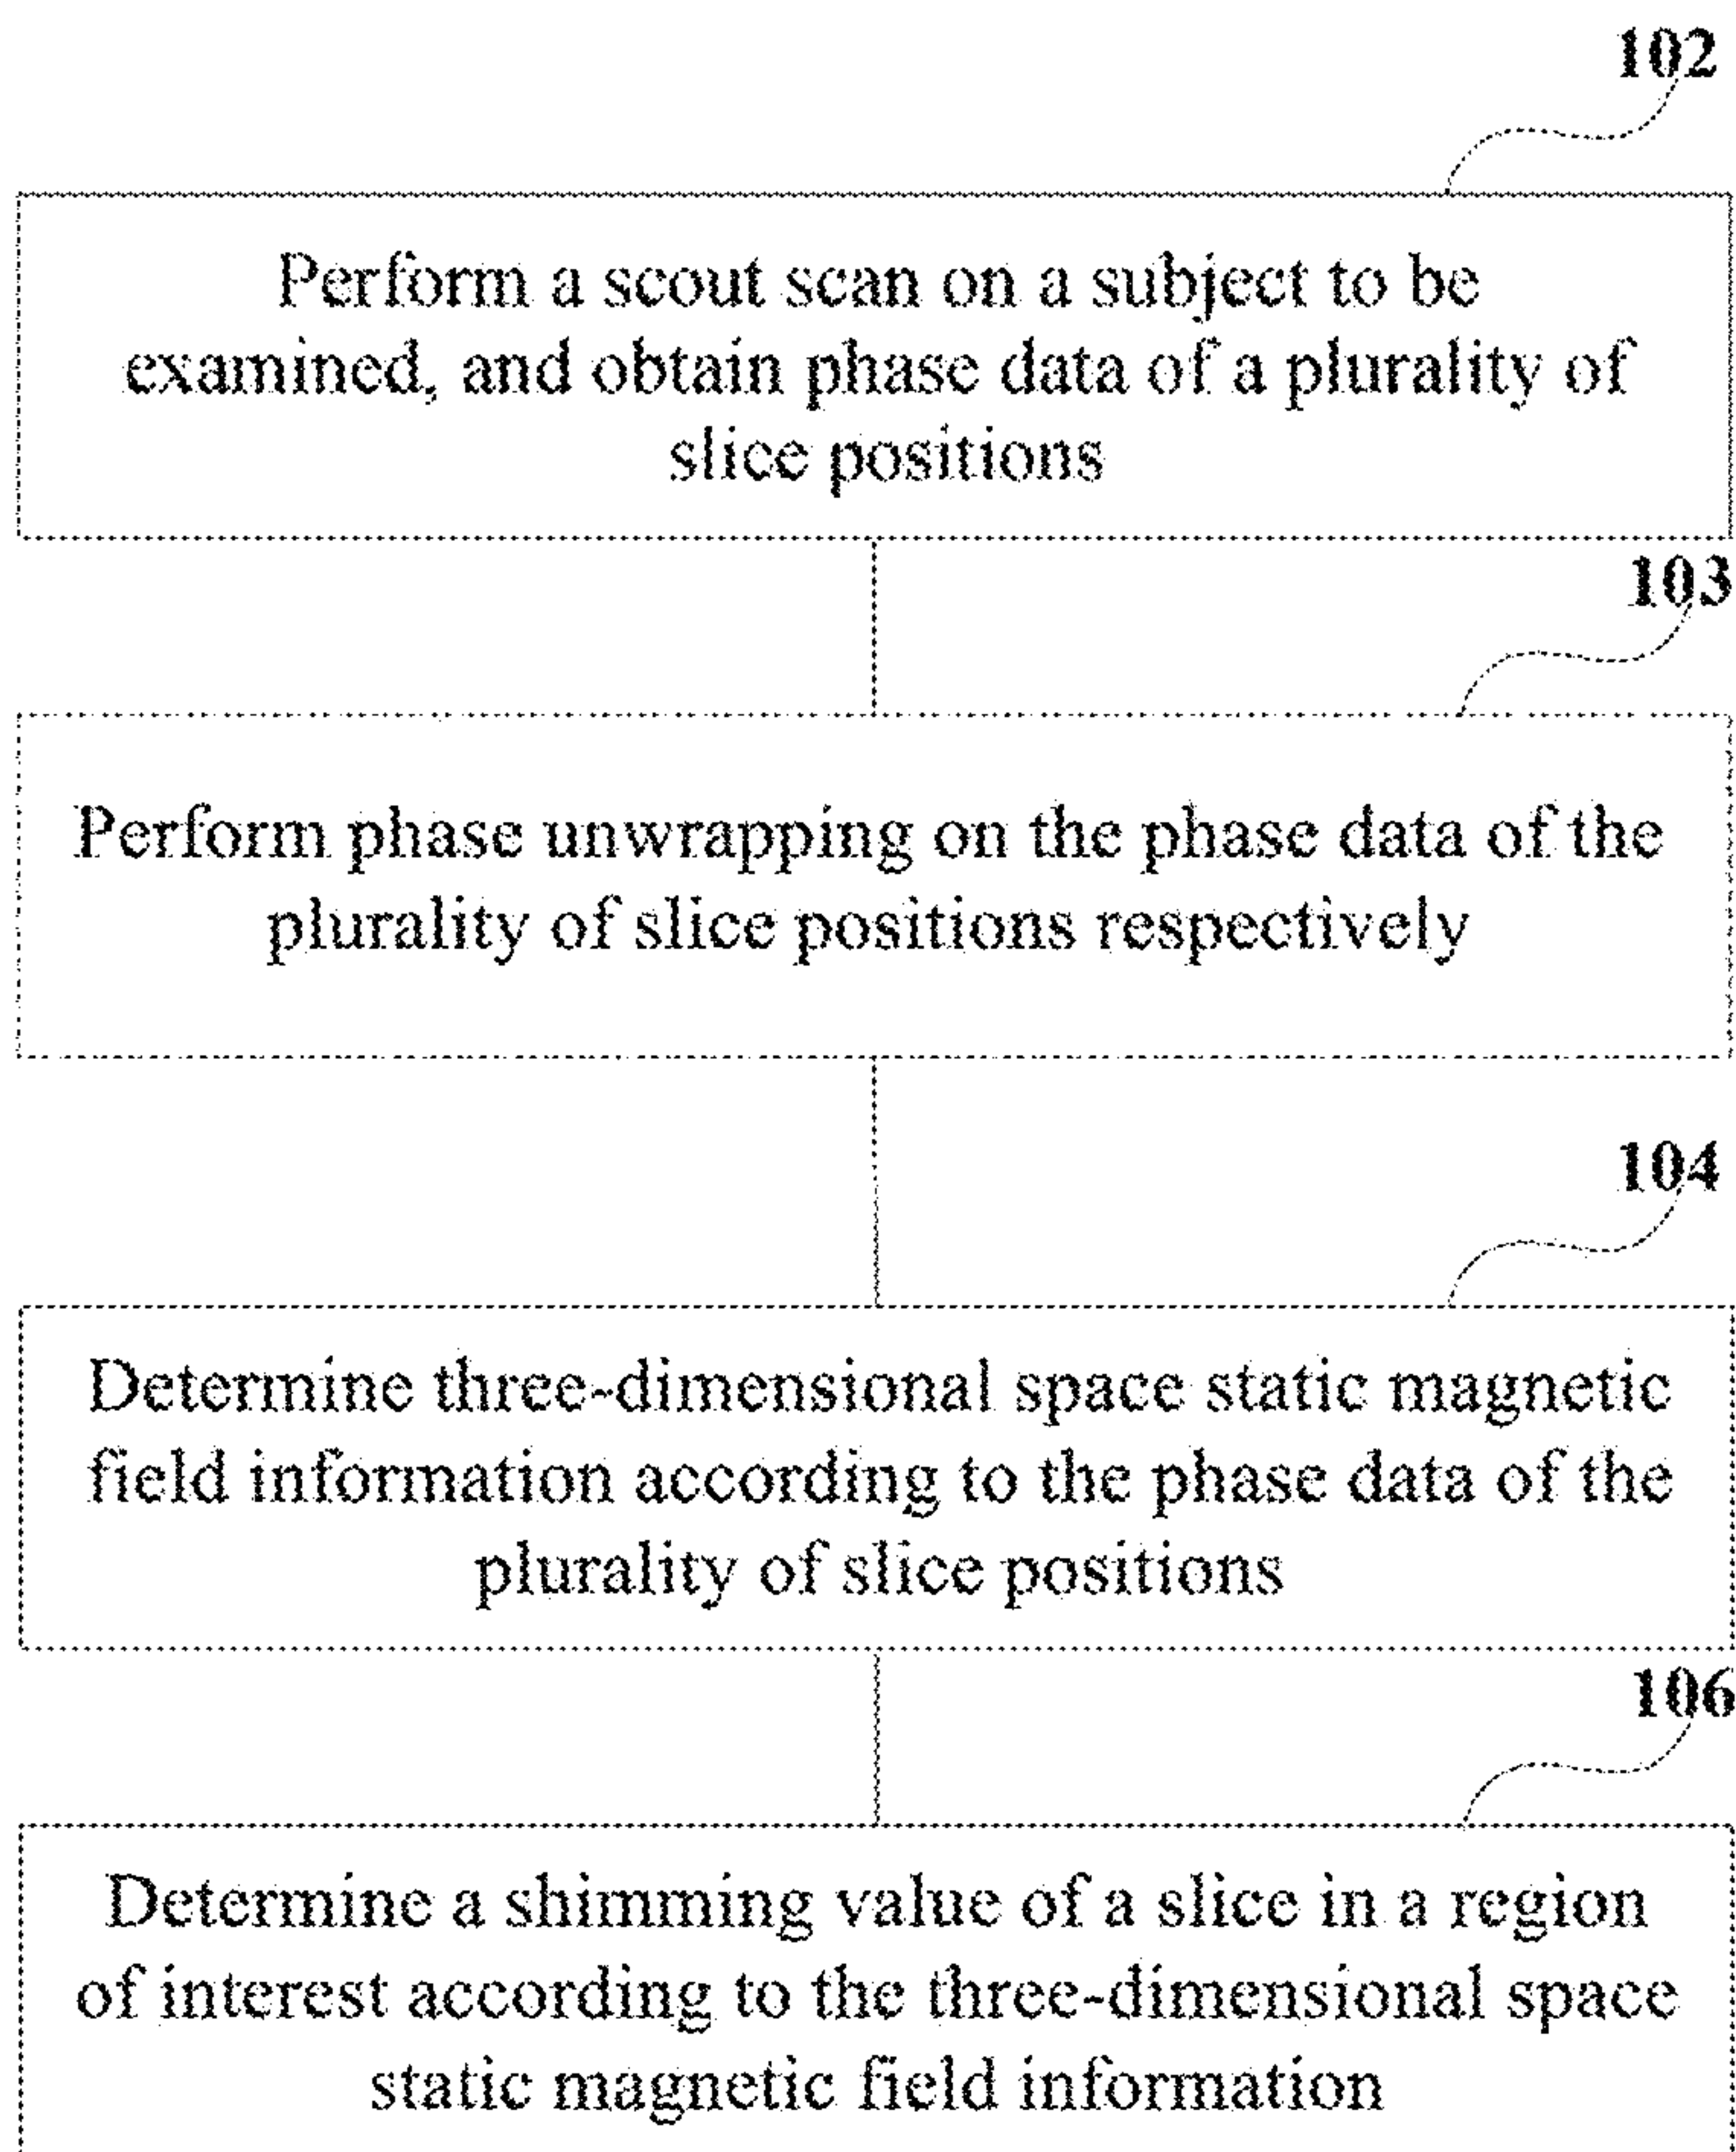 102
Perform a scout scan on a subject to be
examined, and obtain phase data of a plurality of
slice positions
103
Perform phase unwrapping on the phase data of the
plurality of slice positions respectively
104
Determine three-dimensional space static magnetic
field information according to the phase data of the
plurality of slice positions
106
Determine a shimming value of a slice in a region
of interest according to the three-dimensional space
static magnetic field information